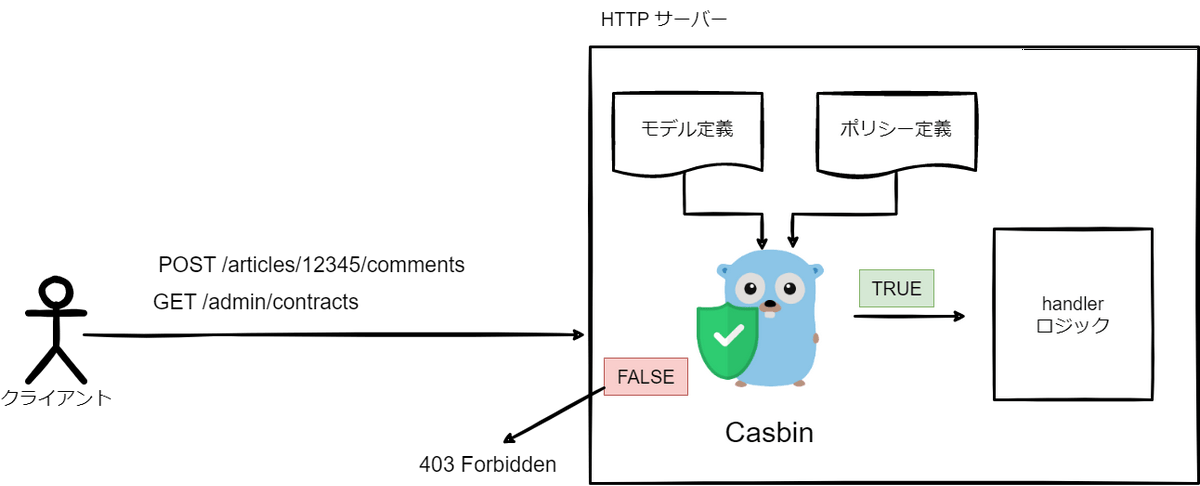 HTTP サーバー
モデル定義
ポリシー定義
POST /articles/12345/comments
GET /admin/contracts
TRUE
handler
ロジック
FALSE
クライアント
Casbin
403 Forbidden